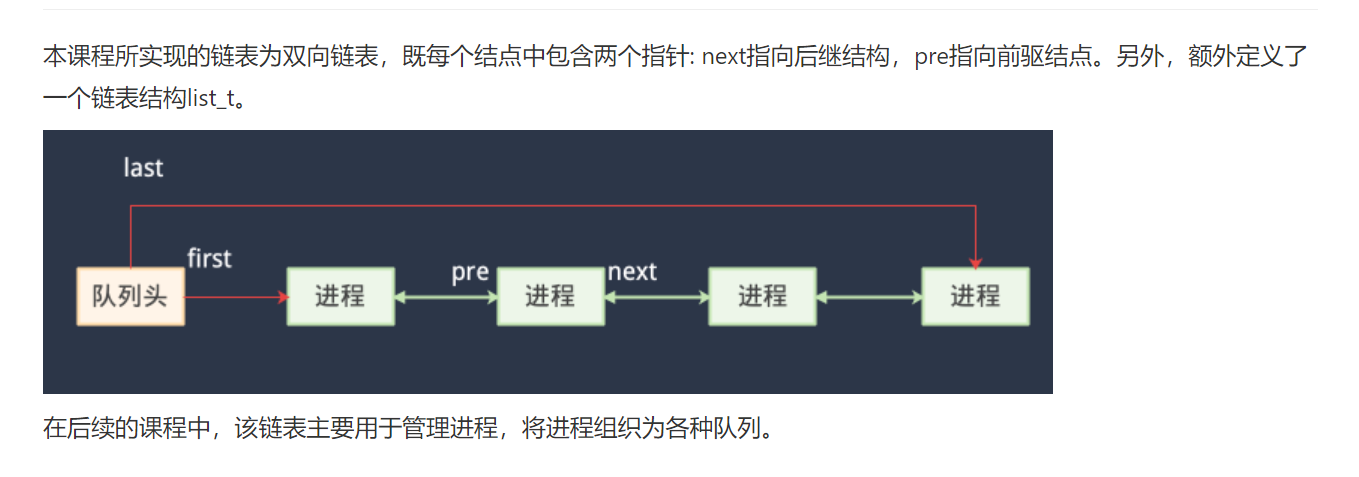 本课程所实现的链表为双向链表，既每个结点中包含两个指针: next指向后继结构，pre指向前驱结点。另外，额外定义了
一个链表结构list_t。
last
first
pre
next
队列头
进程
进程
进程
进程
在后续的课程中，该链表主要用于管理进程，将进程组织为各种队列。